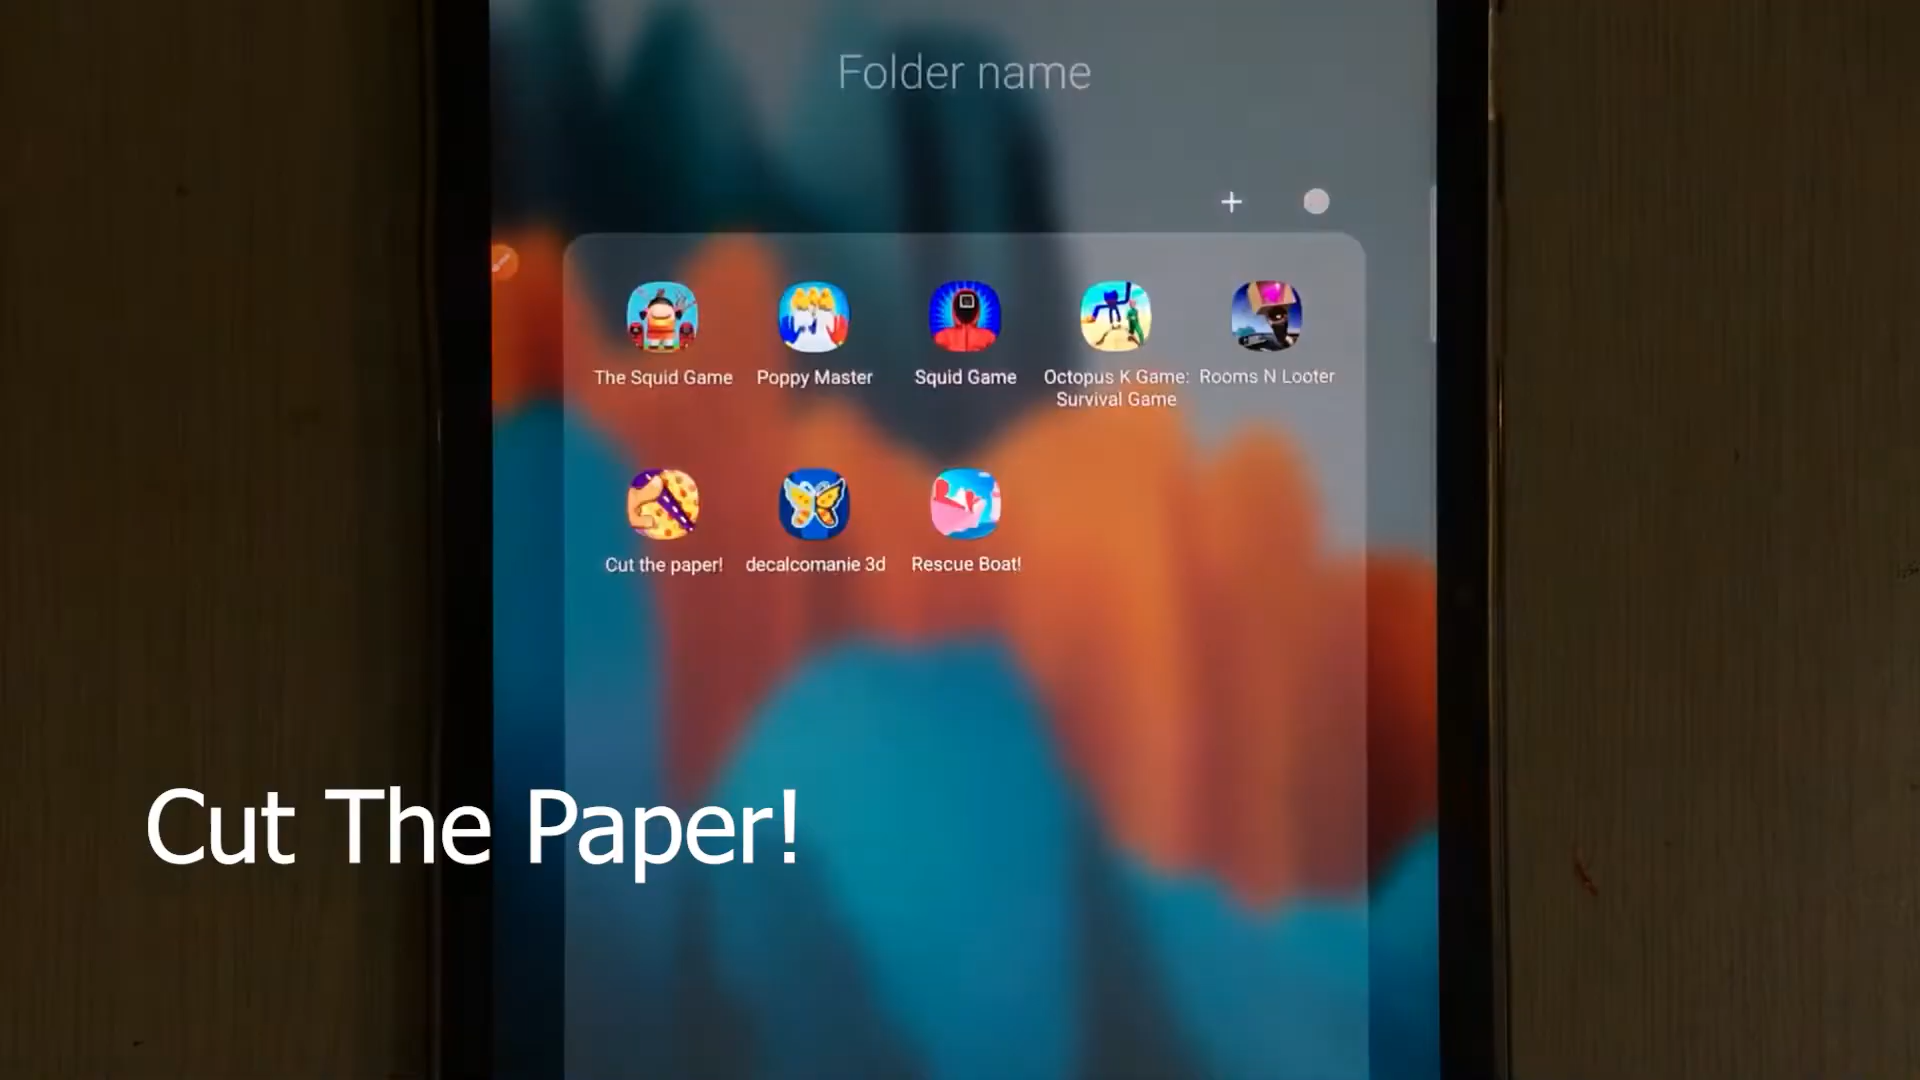 Folder name
The Squid Game
Poppy Master
Squid Game
Octopus K Game:
Survival Game
Rooms N Looter
Cut the paper!
decalcomanie 3d
Rescue Boat!
Cut The Paper!